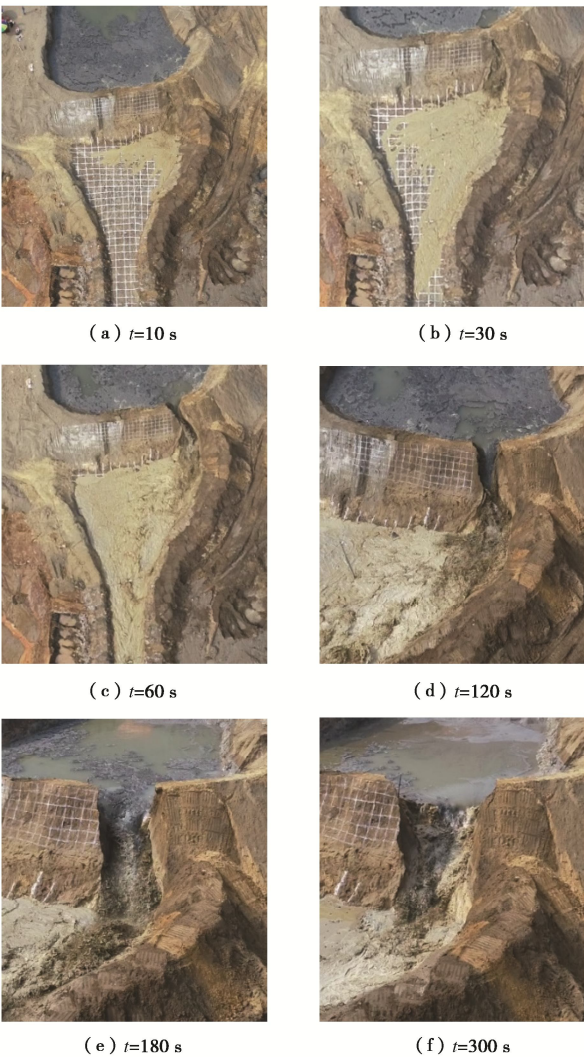 （a）t=10 s
（b）t=30 s
（c）t=60 s
（d）t=120 s
（e）t=180 s
（f）t=300 s